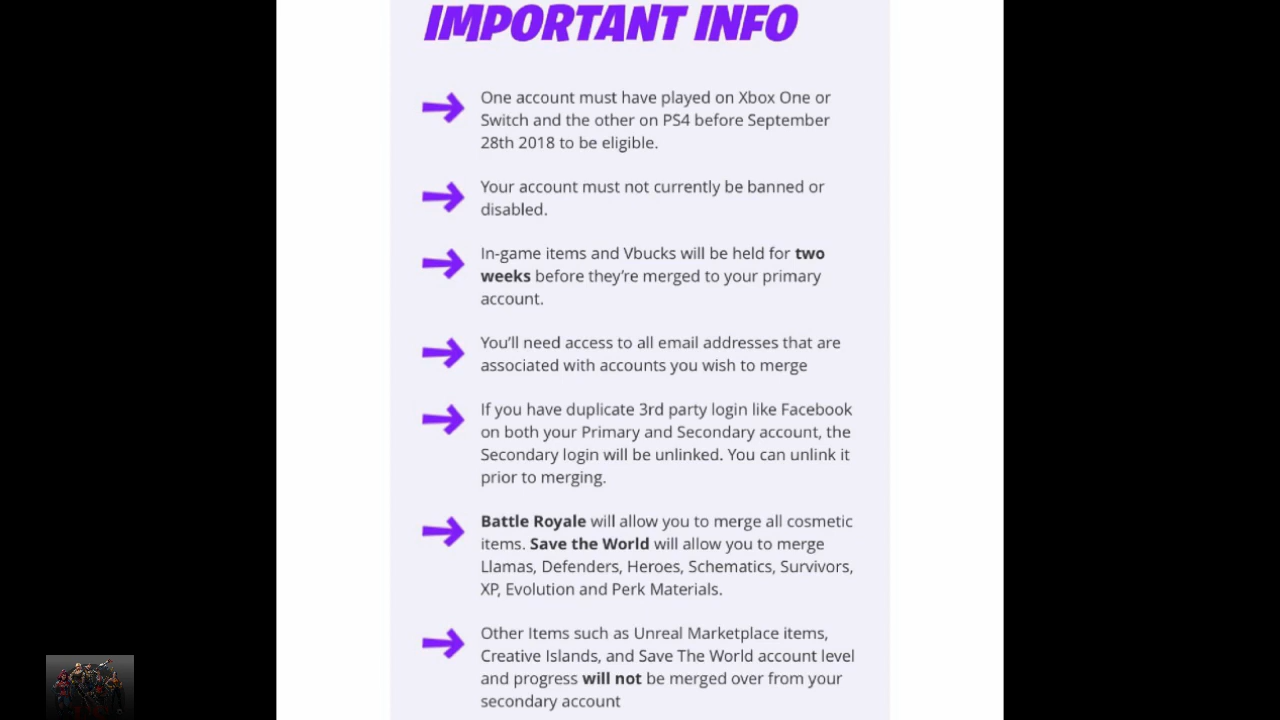 IMPORTANT INFO
One account must have played on Xbox One or
Switch and the other on PS4 before September
28th 2018 to be eligible.
Your account must not currently be banned or
disabled.
In-game items and Vbucks will be held for two
weeks before they’re merged to your primary
account.
You’ll need access to all email addresses that are
associated with accounts you wish to merge
If you have duplicate 3rd party login like Facebook
on both your Primary and Secondary account, the
Secondary login will be unlinked. You can unlink it
prior to merging.
Battle Royale will allow you to merge all cosmetic
items. Save the World will allow you to merge
Llamas, Defenders, Heroes, Schematics, Survivors,
XP, Evolution and Perk Materials.
Other Items such as Unreal Marketplace items,
Creative Islands, and Save The World account level
and progress will not be merged over from your
secondary account